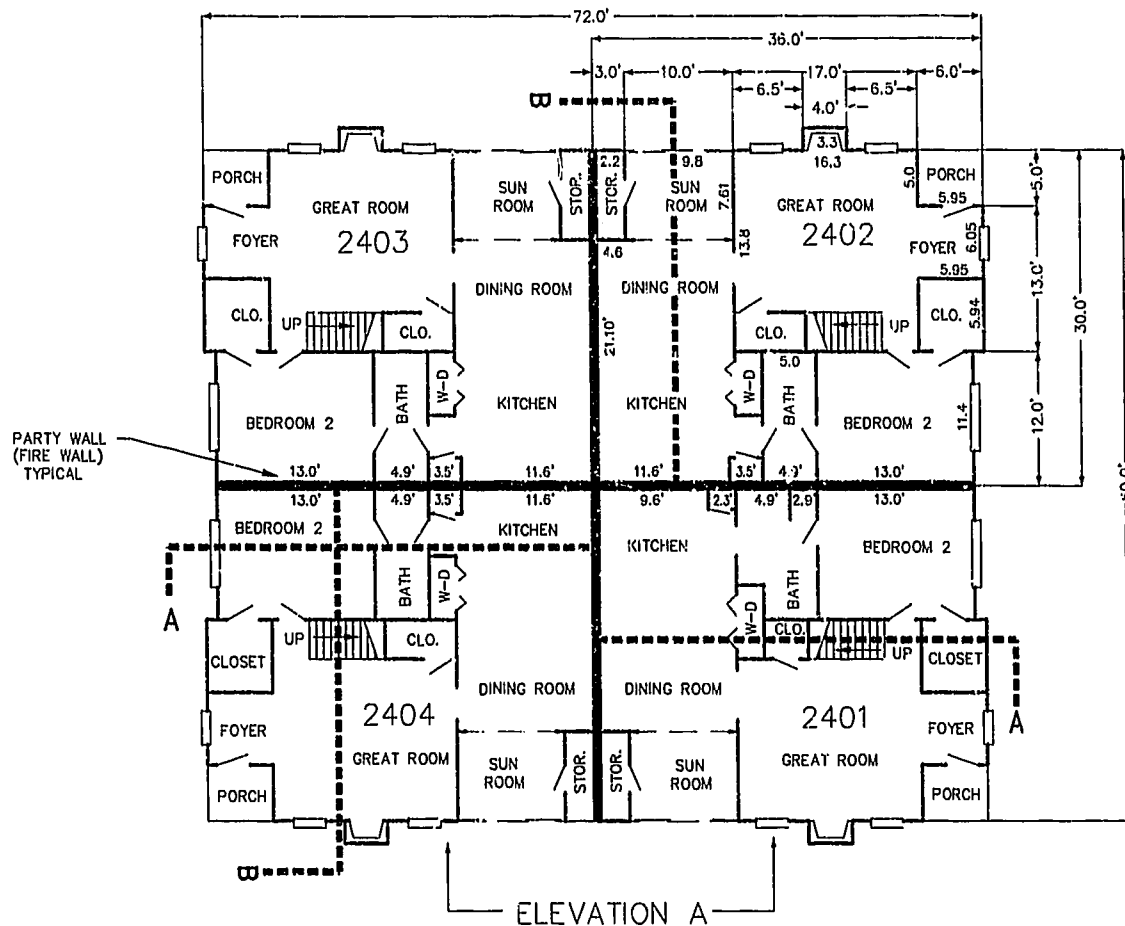 72.0'
36.0'
3.0' 10.0' 17.0' 6.0'
6.5' 6.5'
4.0'
B
3.3
16.3
2.2 9.8
PORCH STOR. STOR. PORCH
SUN ROOM SUN ROOM
7.61 5.0 5.0'
5.95
GREAT ROOM GREAT ROOM
2403 2402
FOYER FOYER
6.05
4.6 13.8
5.95
13.0' 30.0'
DINING ROOM DINING ROOM
CLO. CLO.
5.94
UP CLO. CLO. UP
21.10'
5.0
W-D W-D
BATH BATH
KITCHEN KITCHEN
BEDROOM 2 BEDROOM 2
11.4 12.0'
PARTY WALL
(FIRE WALL)
TYPICAL
13.0' 4.9' 3.5' 11.6' 11.6' 3.5' 4.9' 13.0'
13.0' 4.9' 3.5' 11.6' 9.6' 2.3' 4.9' 2.9' 13.0'
BEDROOM 2 KITCHEN KITCHEN BEDROOM 2
BATH W-D BATH
A
W-D
UP CLO. CLO. UP
CLOSET CLOSET
DINING ROOM DINING ROOM
A
2404 2401
FOYER FOYER
GREAT ROOM GREAT ROOM
SUN ROOM STOR. STOR. SUN ROOM
PORCH PORCH
B
ELEVATION A